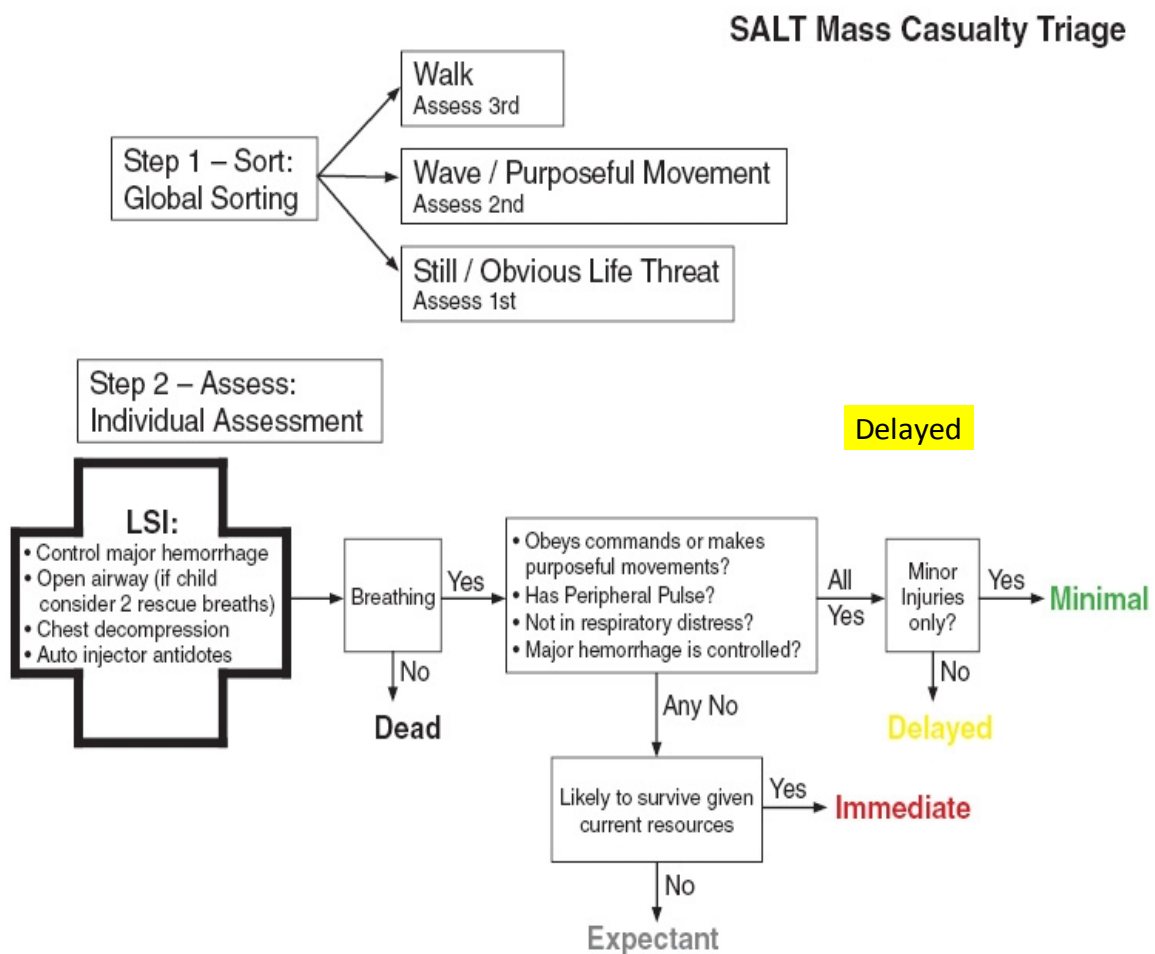 SALT Mass Casualty Triage
Walk
Assess 3rd
Step 1 – Sort:
Global Sorting
Wave / Purposeful Movement
Assess 2nd
Still / Obvious Life Threat
Assess 1st
Step 2 – Assess:
Individual Assessment
Delayed
LSI:
• Control major hemorrhage
• Open airway (if child
consider 2 rescue breaths)
• Chest decompression
• Auto injector antidotes
Breathing
Yes
No
Dead
• Obeys commands or makes
purposeful movements?
• Has Peripheral Pulse?
• Not in respiratory distress?
• Major hemorrhage is controlled?
All
Yes
Minor
Injuries
only?
Yes
Minimal
No
Delayed
Any No
Likely to survive given
current resources
Yes
Immediate
No
Expectant